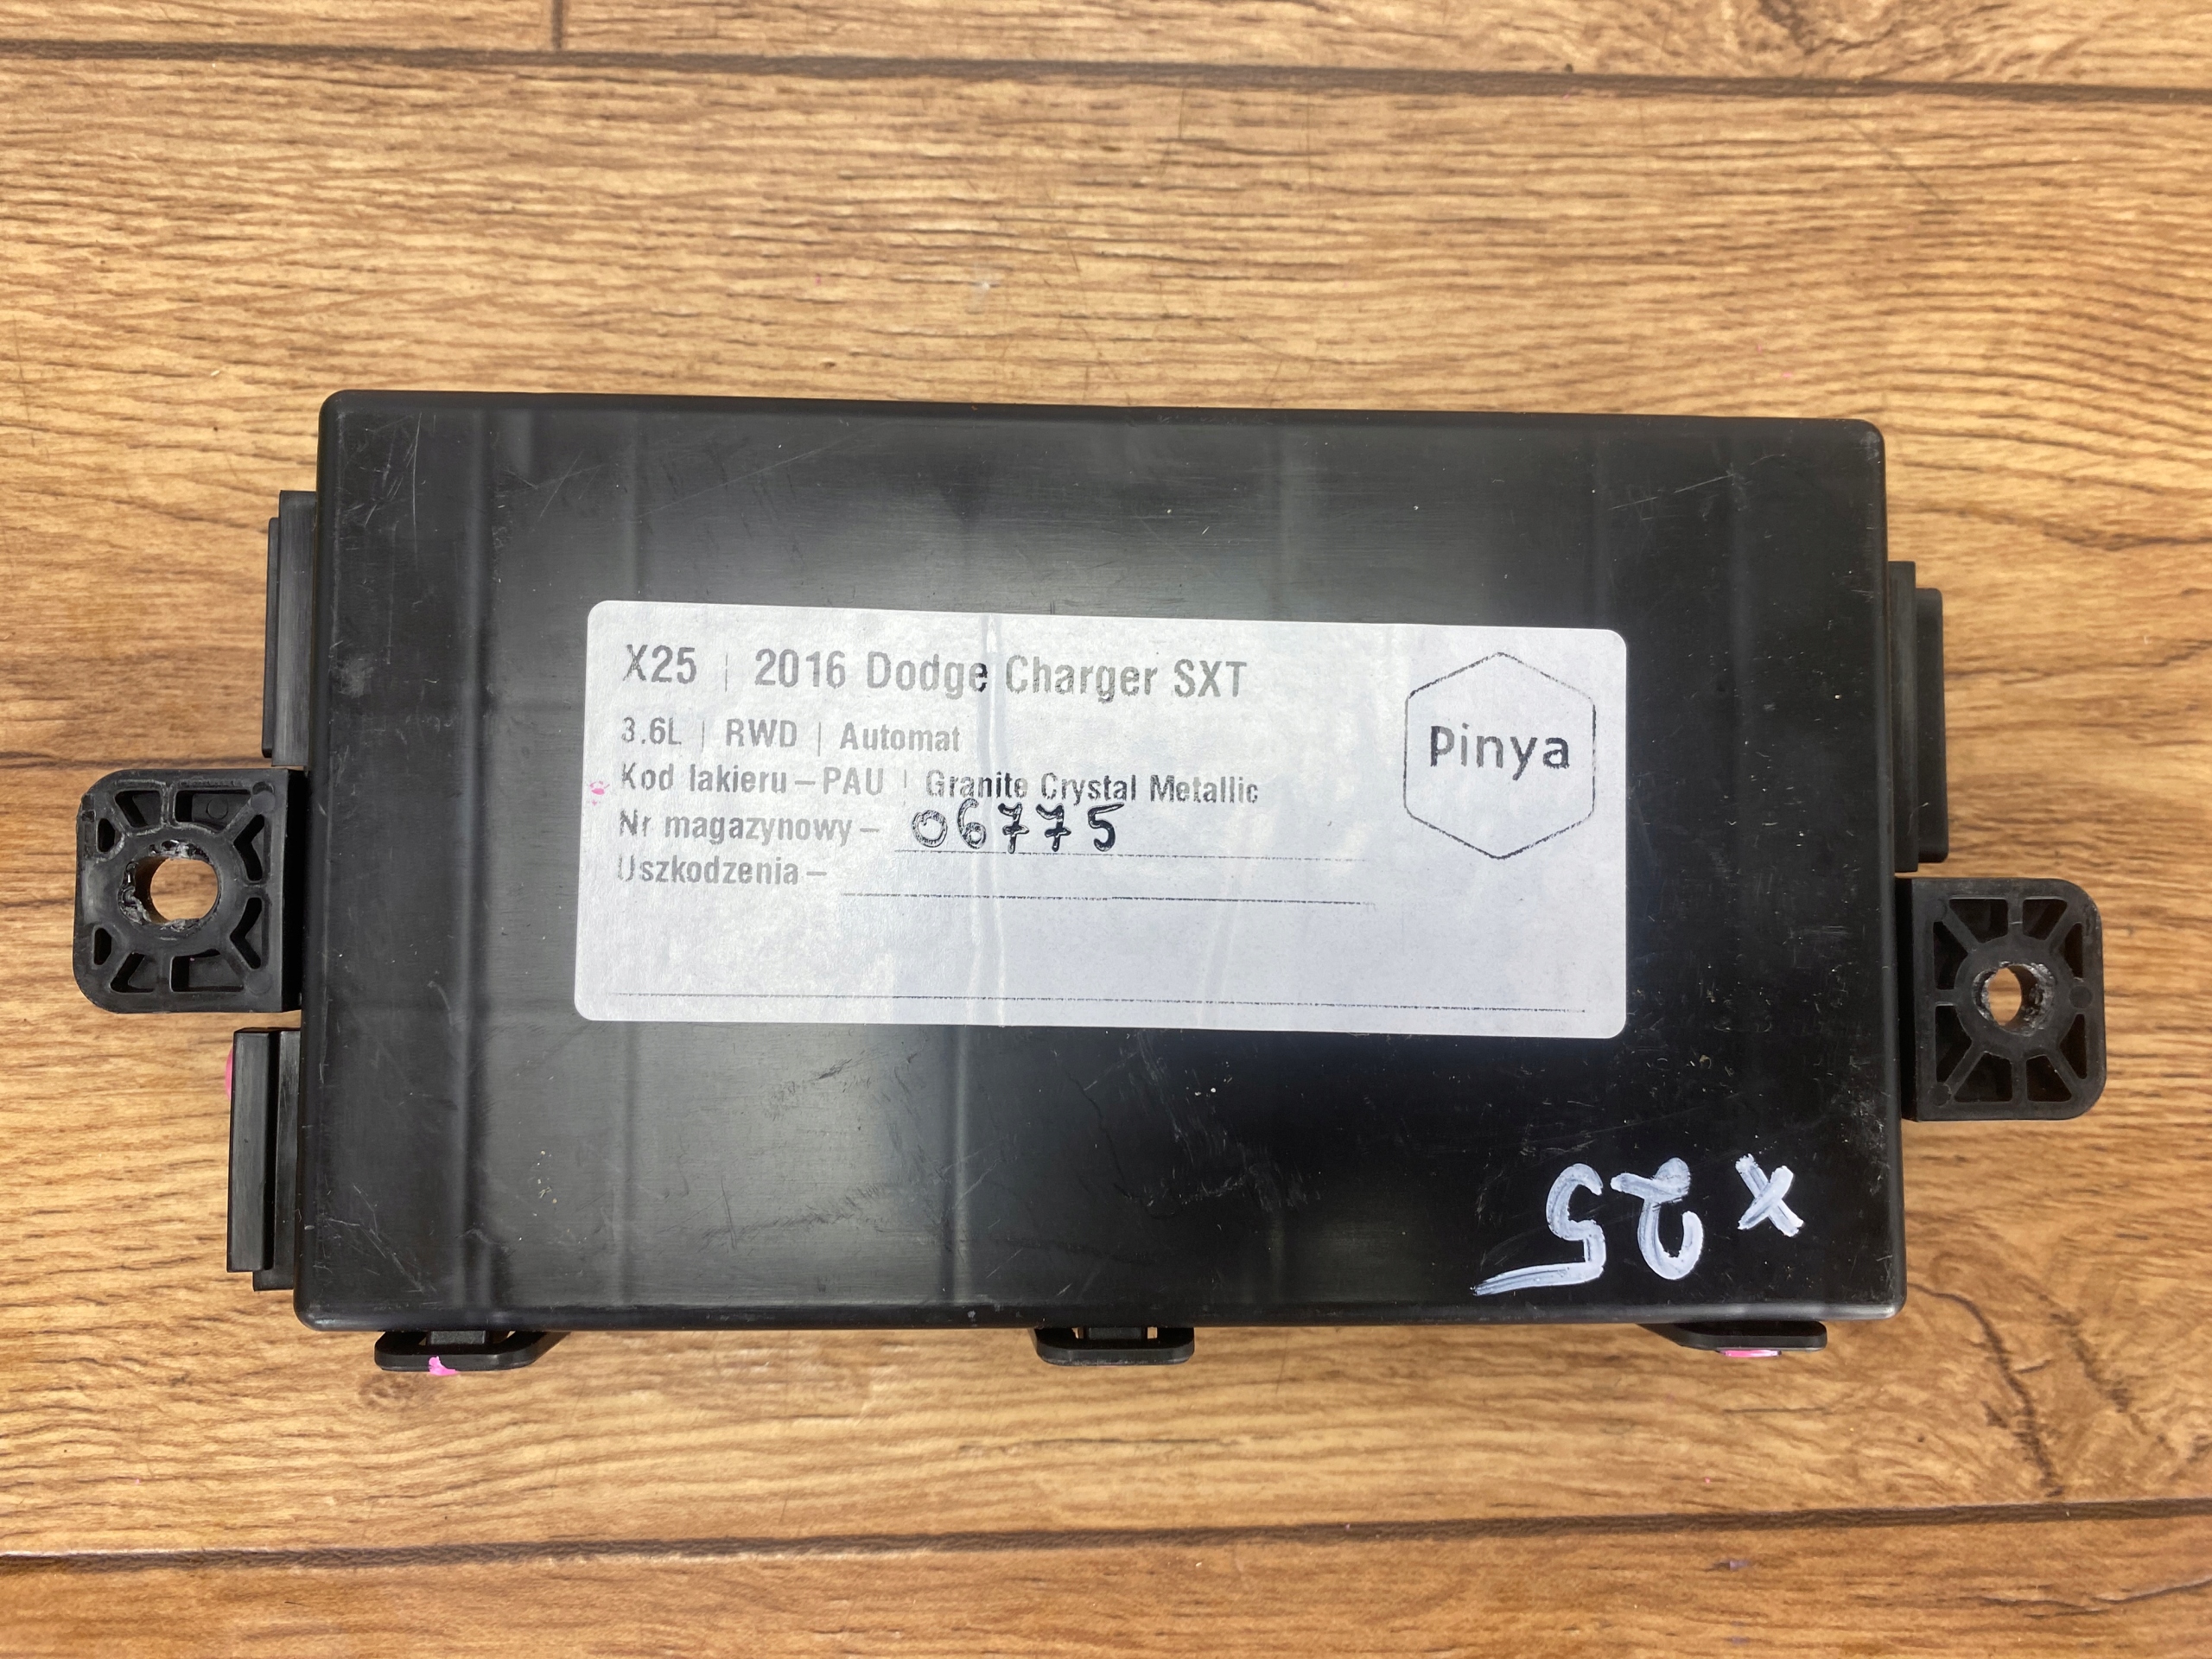 X25 | 2016 Dodge Charger SXT
3.6L | RWD | Automat
Kod lakieru – PAU | Granite Crystal Metallic
Nr magazynowy – 06775
Uszkodzenia –
Pinya
x 25